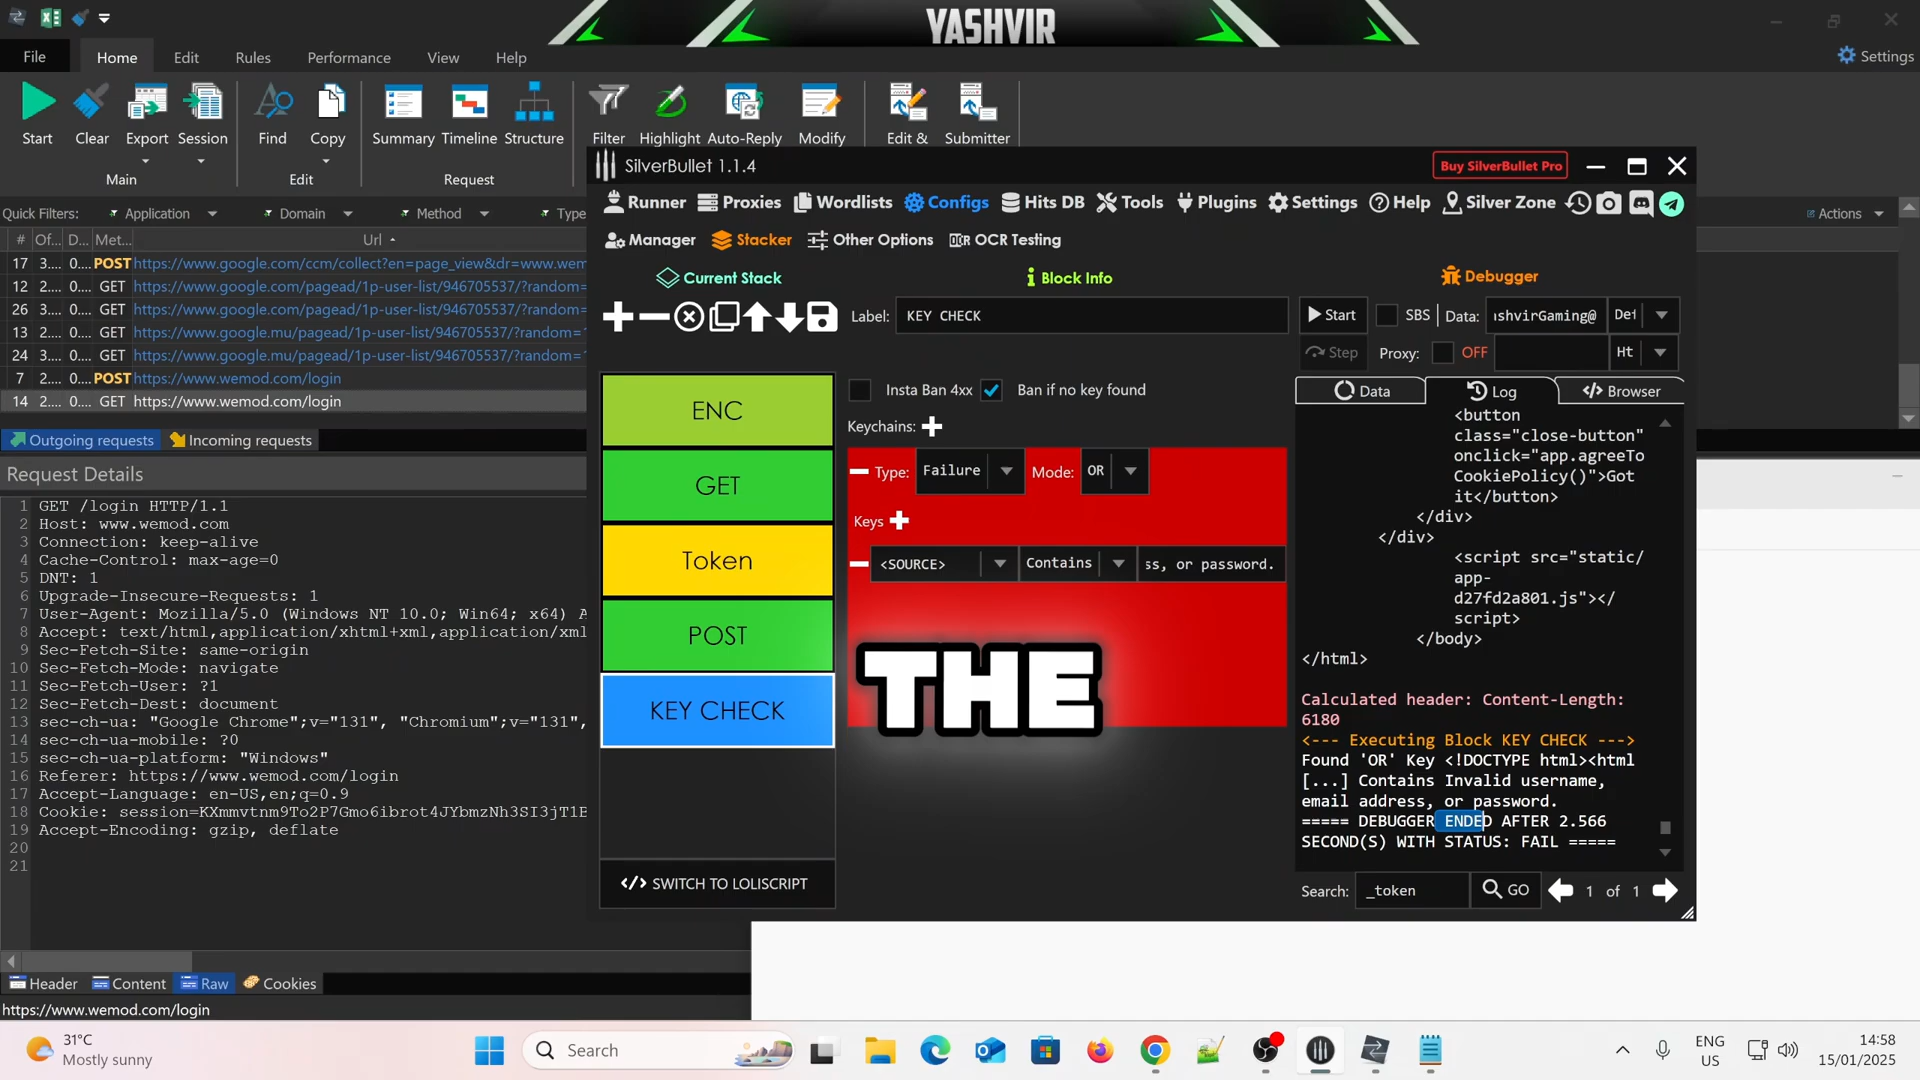 YASHVIR
File
Home
Edit
Rules
Performance
View
Help
Settings
Start
Clear
Export
Session
Find
Copy
Summary
Timeline
Structure
Filter
Highlight
Auto-Reply
Modify
Edit &
Submitter
Main
Edit
Request
Quick Filters:
Application
Domain
Method
Type
Actions
# Of... D... Met... Url
17 3.... 0.... POST https://www.google.com/ccm/collect?en=page_view&dr=www.wem
12 2.... 0.... GET https://www.google.com/pagead/1p-user-list/946705537/?random=
26 3.... 0.... GET https://www.google.com/pagead/1p-user-list/946705537/?random=
13 2.... 0.... GET https://www.google.mu/pagead/1p-user-list/946705537/?random=
24 3.... 0.... GET https://www.google.mu/pagead/1p-user-list/946705537/?random=
7 2.... 0.... POST https://www.wemod.com/login
14 2.... 0.... GET https://www.wemod.com/login
Outgoing requests
Incoming requests
Request Details
1 GET /login HTTP/1.1
2 Host: www.wemod.com
3 Connection: keep-alive
4 Cache-Control: max-age=0
5 DNT: 1
6 Upgrade-Insecure-Requests: 1
7 User-Agent: Mozilla/5.0 (Windows NT 10.0; Win64; x64) A
8 Accept: text/html,application/xhtml+xml,application/xml
9 Sec-Fetch-Site: same-origin
10 Sec-Fetch-Mode: navigate
11 Sec-Fetch-User: ?1
12 Sec-Fetch-Dest: document
13 sec-ch-ua: "Google Chrome";v="131", "Chromium";v="131",
14 sec-ch-ua-mobile: ?0
15 sec-ch-ua-platform: "Windows"
16 Referer: https://www.wemod.com/login
17 Accept-Language: en-US,en;q=0.9
18 Cookie: session=KXmmvtnm9To2P7Gmo6ibrot4JYbmzNh3SI3jT1E
19 Accept-Encoding: gzip, deflate
20
21
Header
Content
Raw
Cookies
https://www.wemod.com/login
SilverBullet 1.1.4
Buy SilverBullet Pro
Runner
Proxies
Wordlists
Configs
Hits DB
Tools
Plugins
Settings
Help
Silver Zone
Manager
Stacker
Other Options
OCR OCR Testing
Current Stack
Block Info
Debugger
Label: KEY CHECK
Start
SBS
Data: ıshvirGaming@
Def
Step
Proxy: OFF
Ht
ENC
GET
Token
POST
KEY CHECK
SWITCH TO LOLISCRIPT
Insta Ban 4xx
Ban if no key found
Keychains:
Type: Failure Mode: OR
Keys
<SOURCE> Contains ss, or password.
THE
Data
Log
Browser
<button
class="close-button"
onclick="app.agreeTo
CookiePolicy()">Got
it</button>
</div>
</div>
<script src="static/
app-
d27fd2a801.js"></
script>
</body>
</html>
Calculated header: Content-Length:
6180
<--- Executing Block KEY CHECK --->
Found 'OR' Key <!DOCTYPE html><html
[...] Contains Invalid username,
email address, or password.
===== DEBUGGER ENDED AFTER 2.566
SECOND(S) WITH STATUS: FAIL =====
Search: _token
GO
1 of 1
31°C
Mostly sunny
Search
ENG
US
14:58
15/01/2025